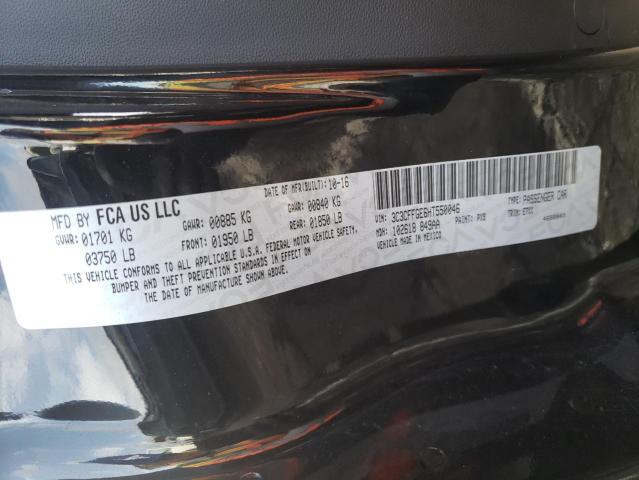 MFD BY FCA US LLC
DATE OF MFR(BUILT): 10-16
GVWR: 01701 KG
03750 LB
GAWR: 00885 KG
FRONT: 01950 LB
GAWR: 00840 KG
REAR: 01850 LB
THIS VEHICLE CONFORMS TO ALL APPLICABLE U.S.A. FEDERAL MOTOR VEHICLE SAFETY,
BUMPER AND THEFT PREVENTION STANDARDS IN EFFECT ON
THE DATE OF MANUFACTURE SHOWN ABOVE.
VIN: 3C3CFFGE6HT550046
TYPE: PASSENGER CAR
MDH: 102618 849AA
PAINT: PX8
MADE IN MEXICO